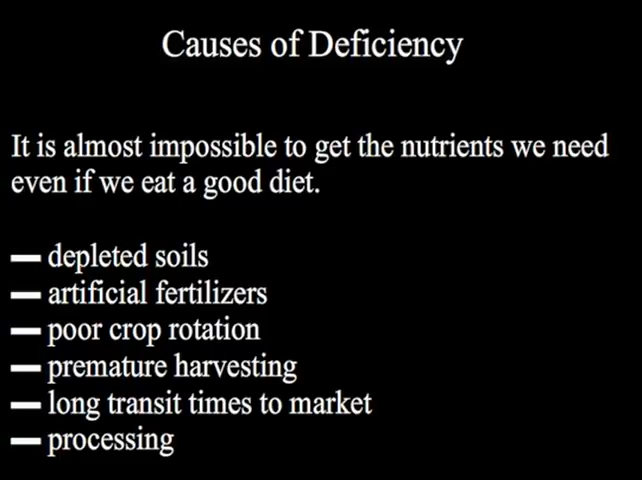 Causes of Deficiency
It is almost impossible to get the nutrients we need
even if we eat a good diet.
— depleted soils
— artificial fertilizers
— poor crop rotation
— premature harvesting
— long transit times to market
— processing